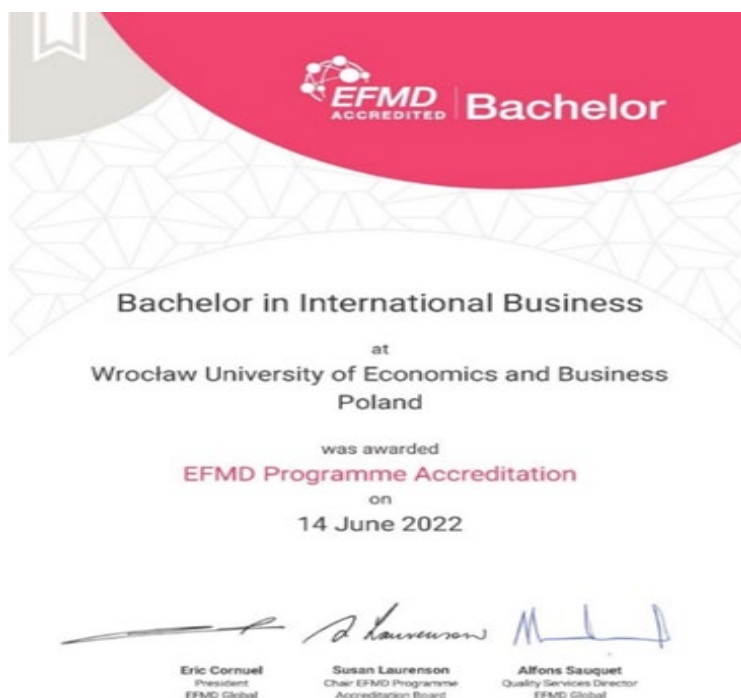 EFMD
ACCREDITED
Bachelor
Bachelor in International Business
at
Wrocław University of Economics and Business
Poland
was awarded
EFMD Programme Accreditation
on
14 June 2022
S Laurenson
Eric Cornuel
President
EFMD Global
Susan Laurenson
Chair EFMD Programme
Accreditation Board
Alfons Sauquet
Quality Services Director
EFMD Global